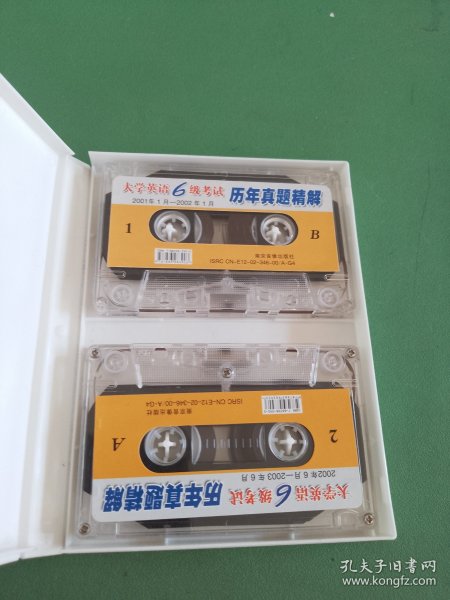 大学英语6级考试 历年真题精解
2001年1月—2002年1月
1
B
南京音像出版社
ISRC CN-E12-02-346-00/A·G4
2
A
ISRC CN-E12-02-346-00/A·G4
南京音像出版社
2002年6月—2003年6月
大学英语6级考试 历年真题精解
孔夫子旧书网
www.kongfz.com